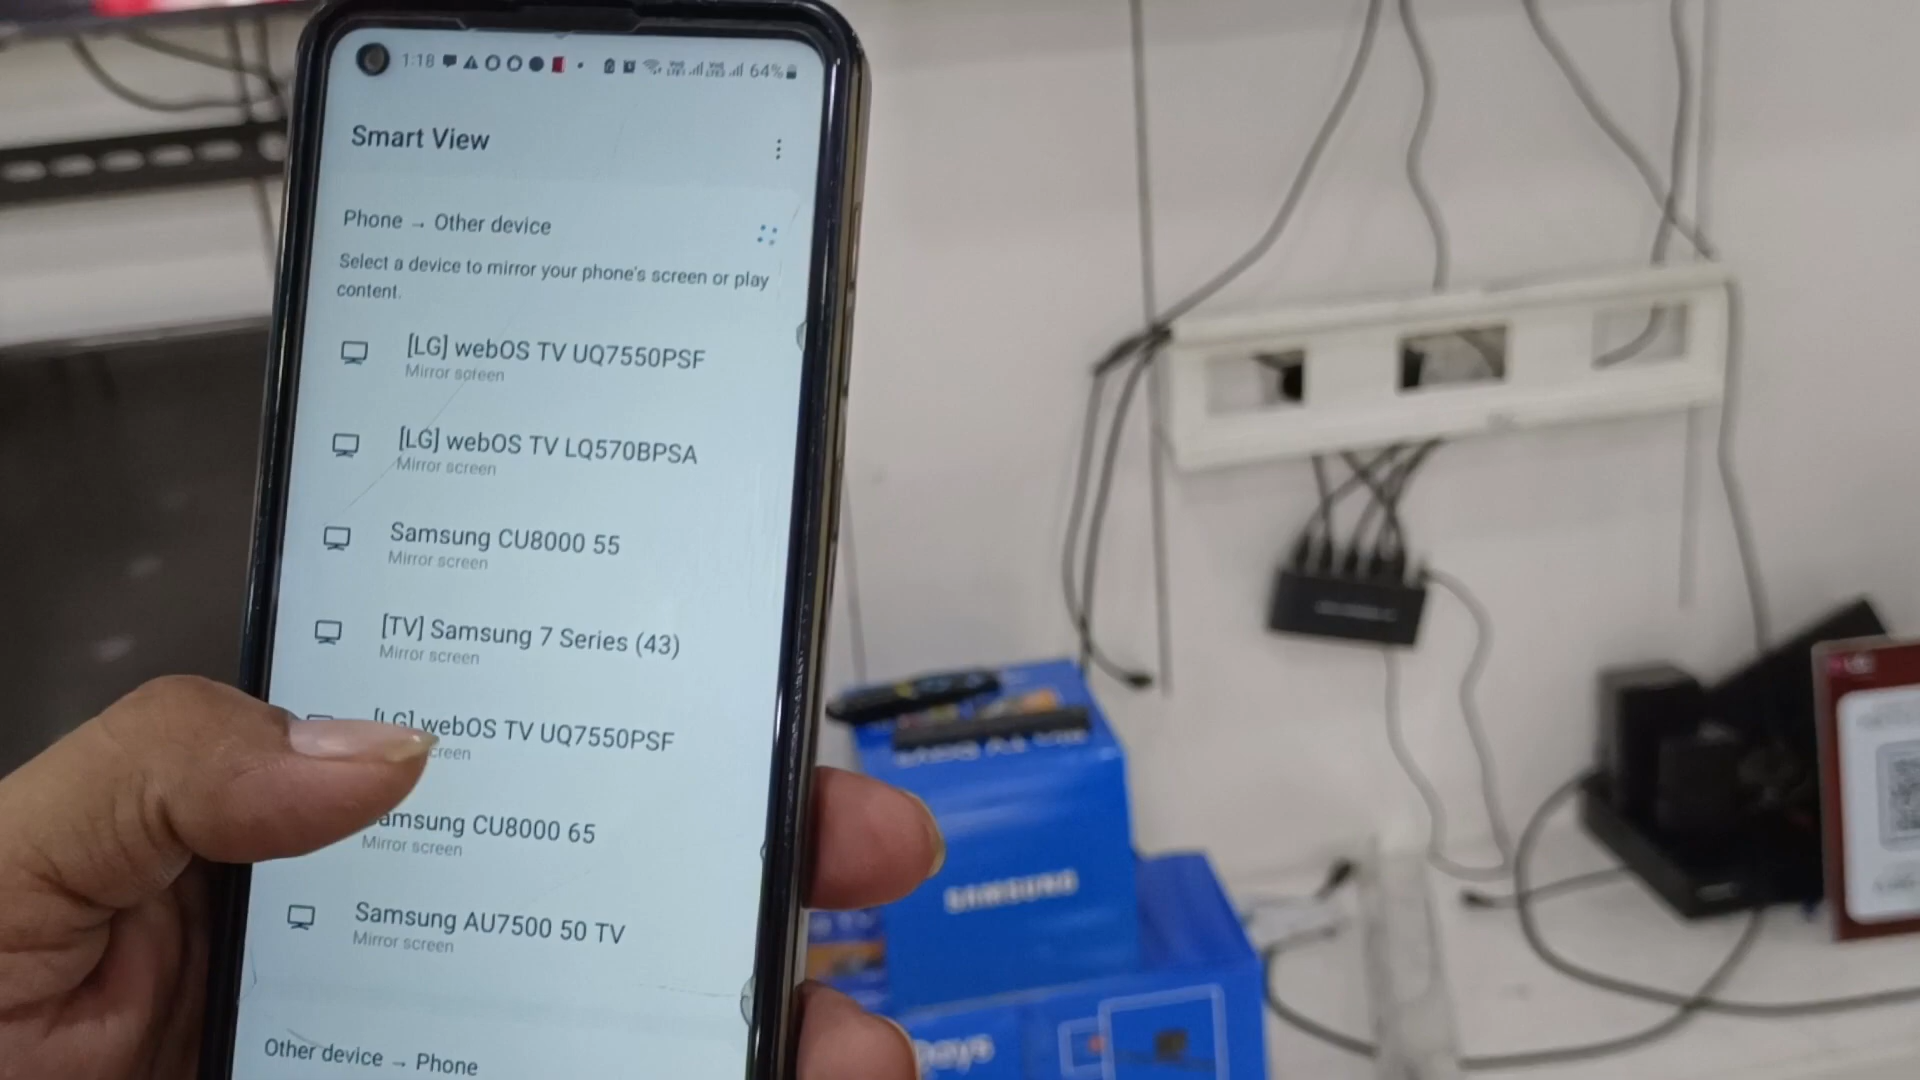 1:18
64%
Smart View
Phone → Other device
Select a device to mirror your phone's screen or play
content.
[LG] webOS TV UQ7550PSF
Mirror screen
[LG] webOS TV LQ570BPSA
Mirror screen
Samsung CU8000 55
Mirror screen
[TV] Samsung 7 Series (43)
Mirror screen
[LG] webOS TV UQ7550PSF
creen
Samsung CU8000 65
Mirror screen
Samsung AU7500 50 TV
Mirror screen
Other device → Phone
SAMSUNG